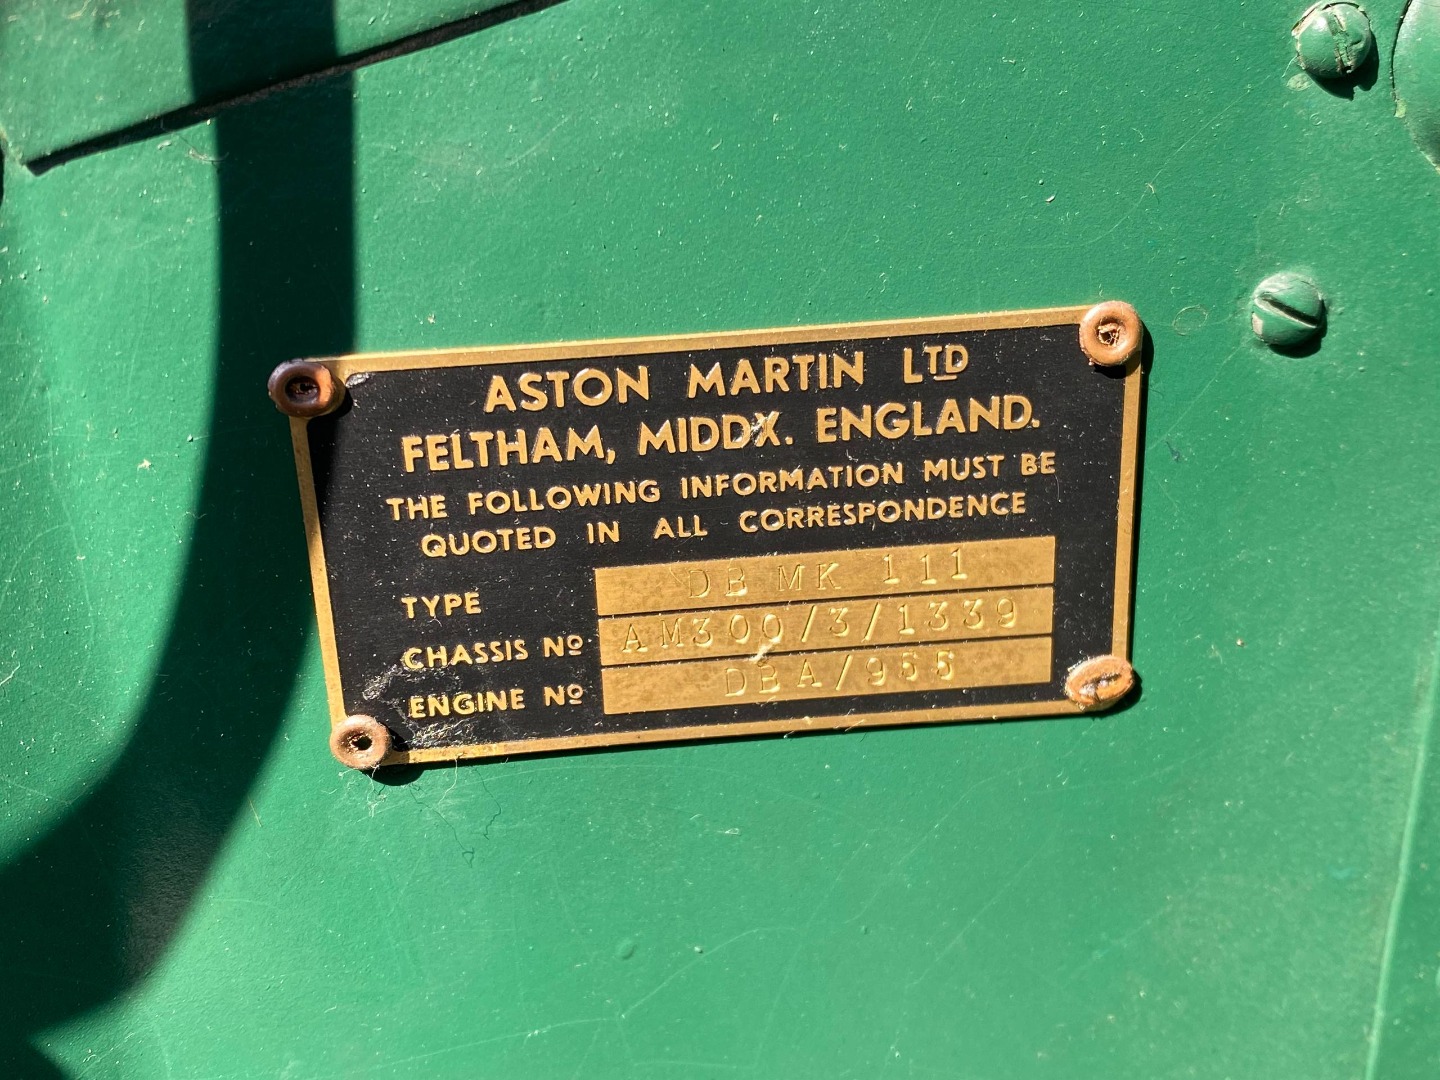 ASTON MARTIN LTD
FELTHAM, MIDDX. ENGLAND.
THE FOLLOWING INFORMATION MUST BE
QUOTED IN ALL CORRESPONDENCE
TYPE DB MK 111
CHASSIS Nº AM300/3/1339
ENGINE Nº DBA/955